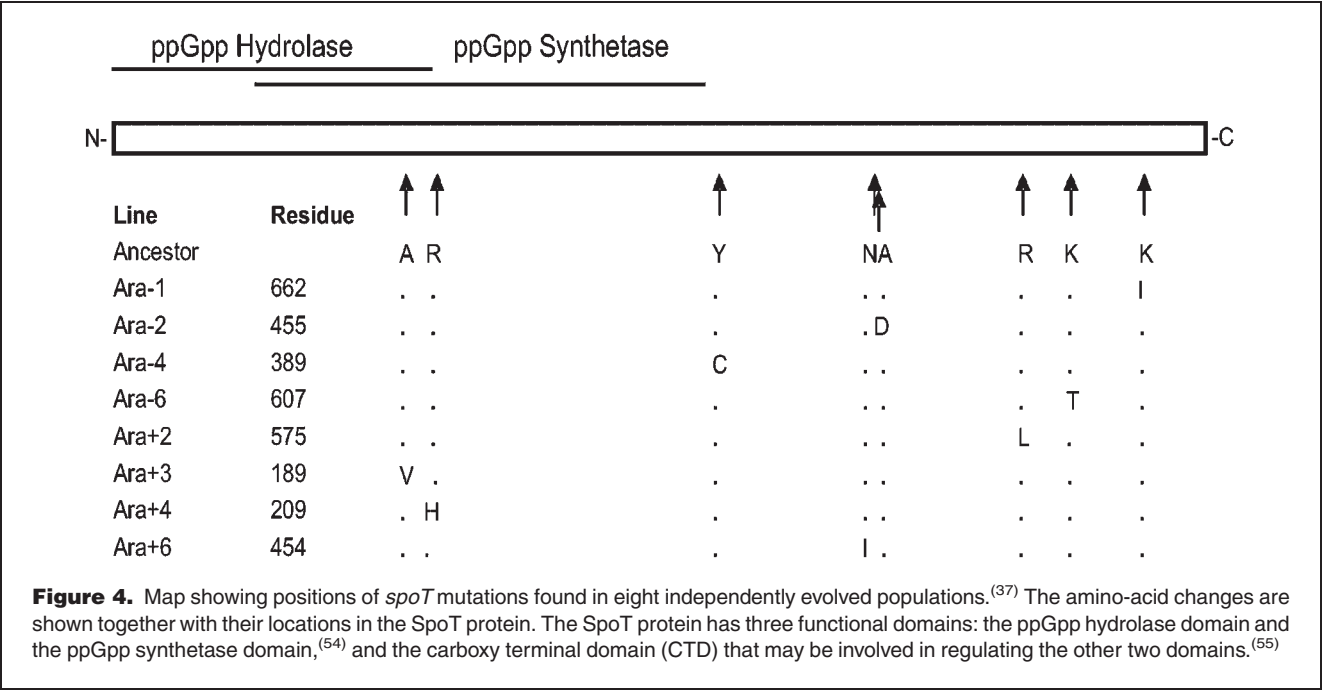 ppGpp Hydrolase ppGpp Synthetase
N- -C
Line Residue
Ancestor A R Y N A R K K
Ara-1 662 . . . . . . . I
Ara-2 455 . . . . D . . .
Ara-4 389 . . C . . . . .
Ara-6 607 . . . . . . T .
Ara+2 575 . . . . . L . .
Ara+3 189 V . . . . . . .
Ara+4 209 . H . . . . . .
Ara+6 454 . . . I . . . .
Figure 4. Map showing positions of spoT mutations found in eight independently evolved populations.(37) The amino-acid changes are
shown together with their locations in the SpoT protein. The SpoT protein has three functional domains: the ppGpp hydrolase domain and
the ppGpp synthetase domain,(54) and the carboxy terminal domain (CTD) that may be involved in regulating the other two domains.(55)